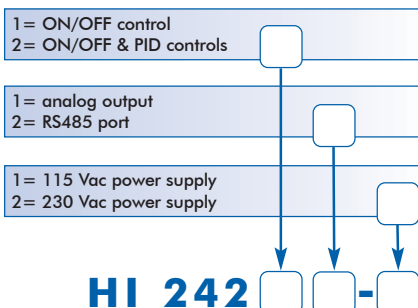 1= ON/OFF control
2= ON/OFF & PID controls
1= analog output
2= RS485 port
1= 115 Vac power supply
2= 230 Vac power supply
HI 242 -